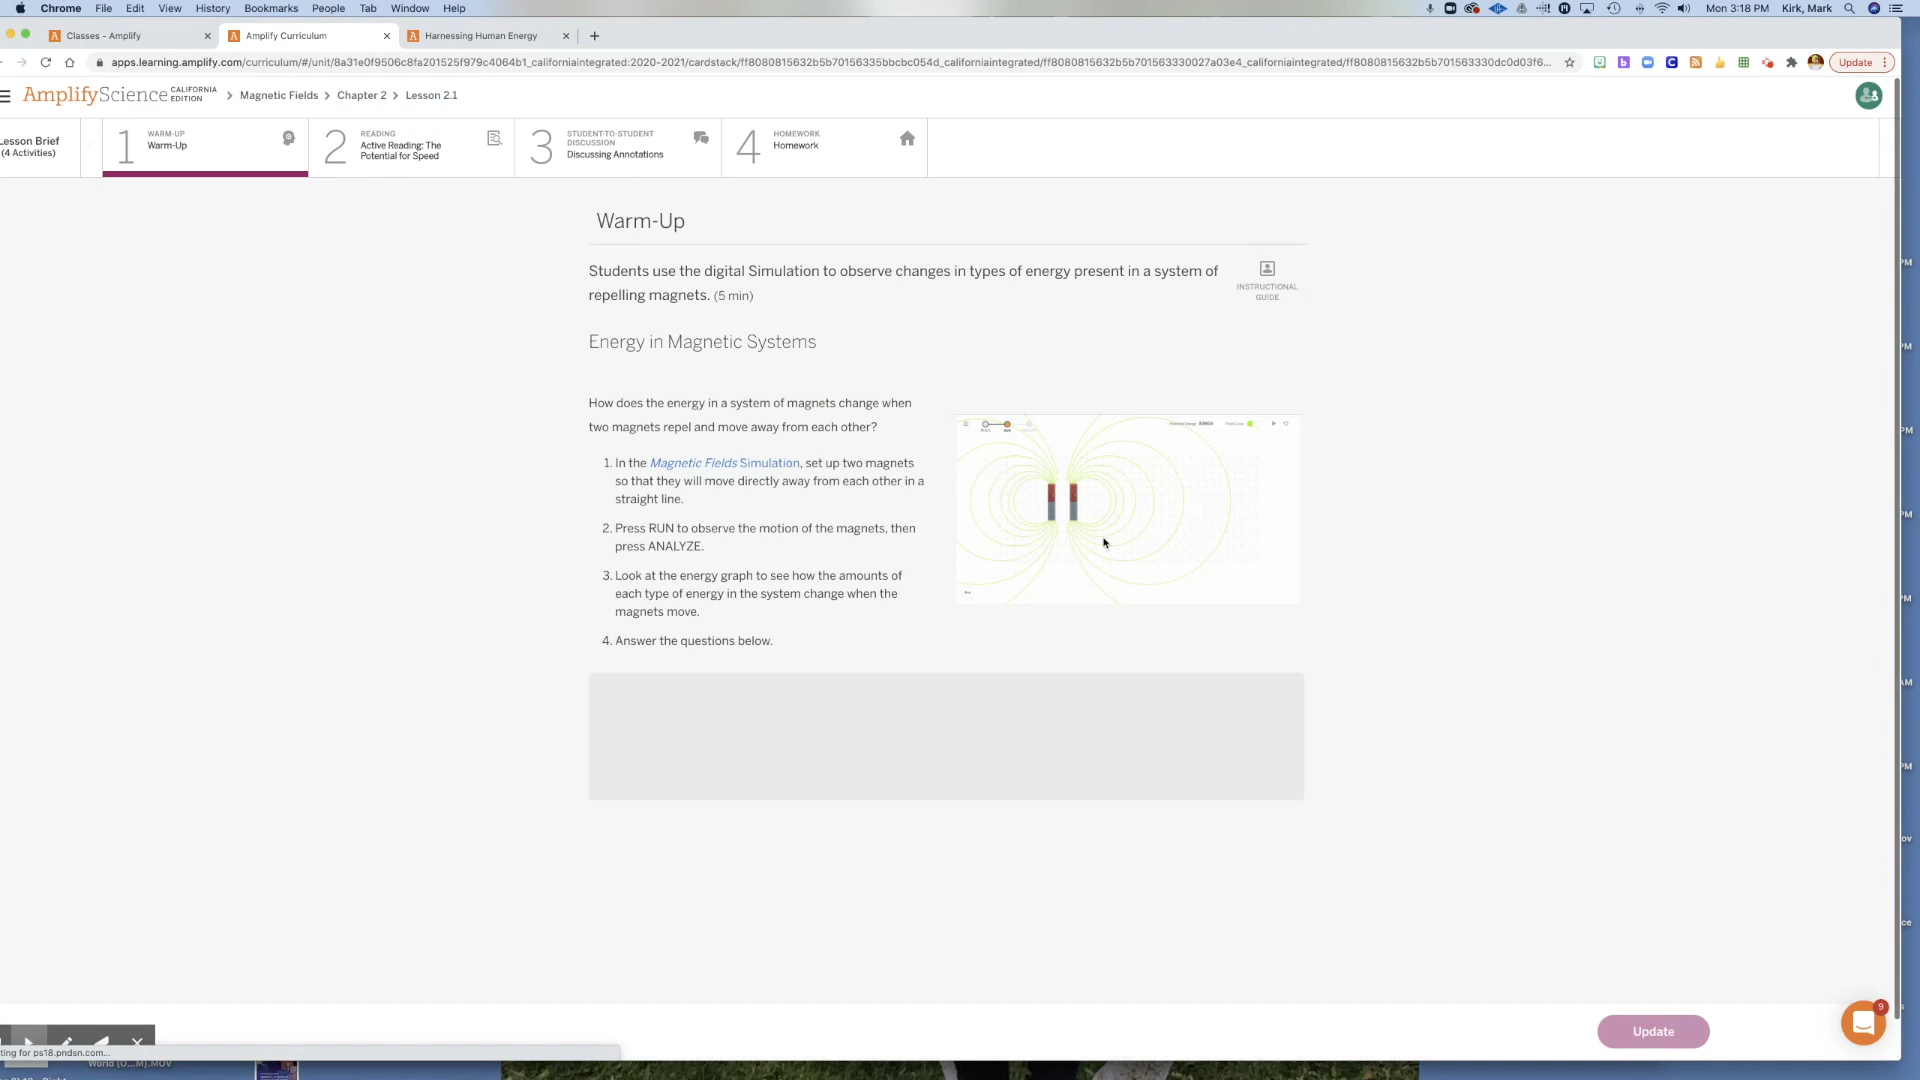 Chrome File Edit View History Bookmarks People Tab Window Help
Mon 3:18 PM Kirk, Mark
Classes - Amplify
Amplify Curriculum
Harnessing Human Energy
apps.learning.amplify.com/curriculum/#/unit/8a31e0f9506c8fa201525f979c4064b1_californiaintegrated:2020-2021/cardstack/ff8080815632b5b70156335bbcbc054d_californiaintegrated/ff8080815632b5b701563330027a03e4_californiaintegrated/ff8080815632b5b701563330dc0d03f6...
Update
AmplifyScience CALIFORNIA EDITION > Magnetic Fields > Chapter 2 > Lesson 2.1
esson Brief
(4 Activities)
1
WARM-UP
Warm-Up
2
READING
Active Reading: The
Potential for Speed
3
STUDENT-TO-STUDENT
DISCUSSION
Discussing Annotations
4
HOMEWORK
Homework
Warm-Up
Students use the digital Simulation to observe changes in types of energy present in a system of
repelling magnets. (5 min)
INSTRUCTIONAL
GUIDE
Energy in Magnetic Systems
How does the energy in a system of magnets change when
two magnets repel and move away from each other?
1. In the Magnetic Fields Simulation, set up two magnets
so that they will move directly away from each other in a
straight line.
2. Press RUN to observe the motion of the magnets, then
press ANALYZE.
3. Look at the energy graph to see how the amounts of
each type of energy in the system change when the
magnets move.
4. Answer the questions below.
Update
9
ting for ps18.pndsn.com...
World (O...M).MOV